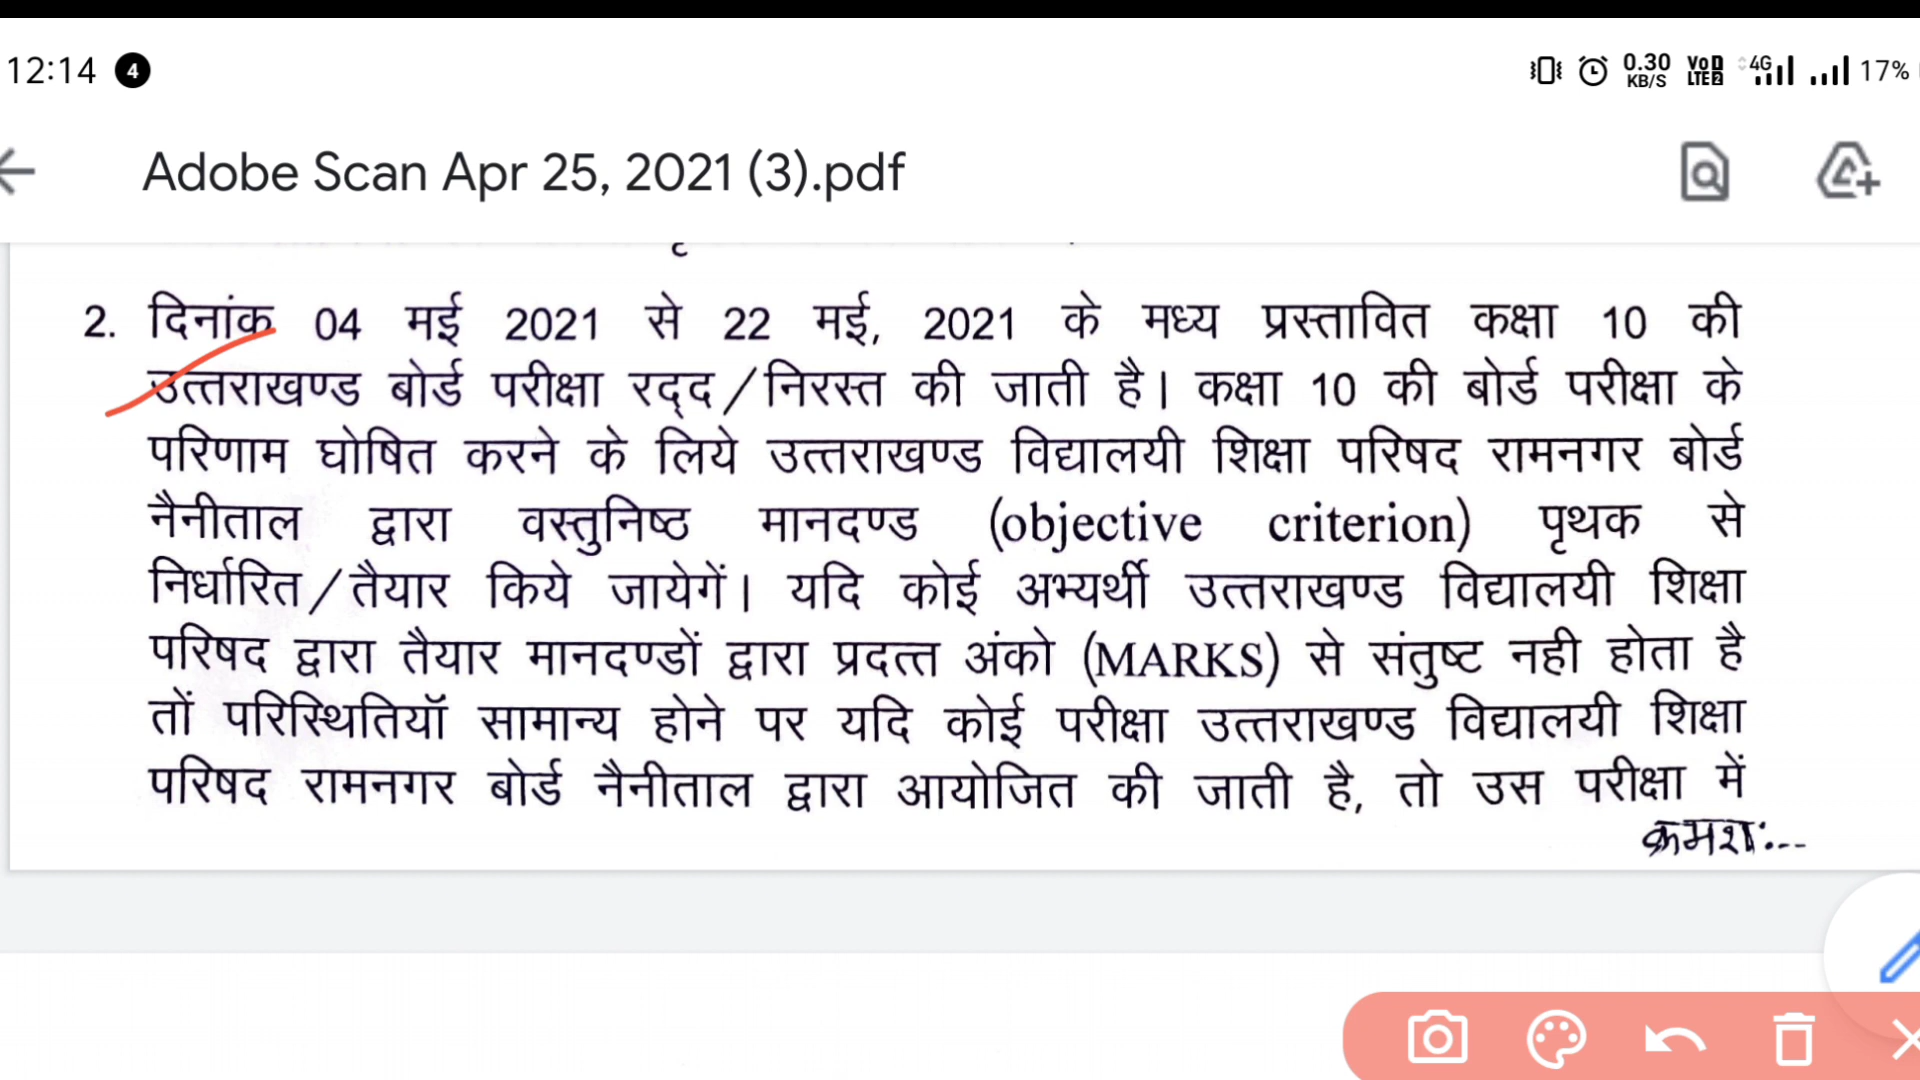 12:14 4 0.30 KB/S VoD LTE2 4G 17%
Adobe Scan Apr 25, 2021 (3).pdf
2. दिनांक 04 मई 2021 से 22 मई, 2021 के मध्य प्रस्तावित कक्षा 10 की
उत्तराखण्ड बोर्ड परीक्षा रद्द/निरस्त की जाती है। कक्षा 10 की बोर्ड परीक्षा के
परिणाम घोषित करने के लिये उत्तराखण्ड विद्यालयी शिक्षा परिषद रामनगर बोर्ड
नैनीताल द्वारा वस्तुनिष्ठ मानदण्ड (objective criterion) पृथक से
निर्धारित/तैयार किये जायेगें। यदि कोई अभ्यर्थी उत्तराखण्ड विद्यालयी शिक्षा
परिषद द्वारा तैयार मानदण्डों द्वारा प्रदत्त अंको (MARKS) से संतुष्ट नही होता है
तों परिस्थितियॉ सामान्य होने पर यदि कोई परीक्षा उत्तराखण्ड विद्यालयी शिक्षा
परिषद रामनगर बोर्ड नैनीताल द्वारा आयोजित की जाती है, तो उस परीक्षा में
क्रमशः...